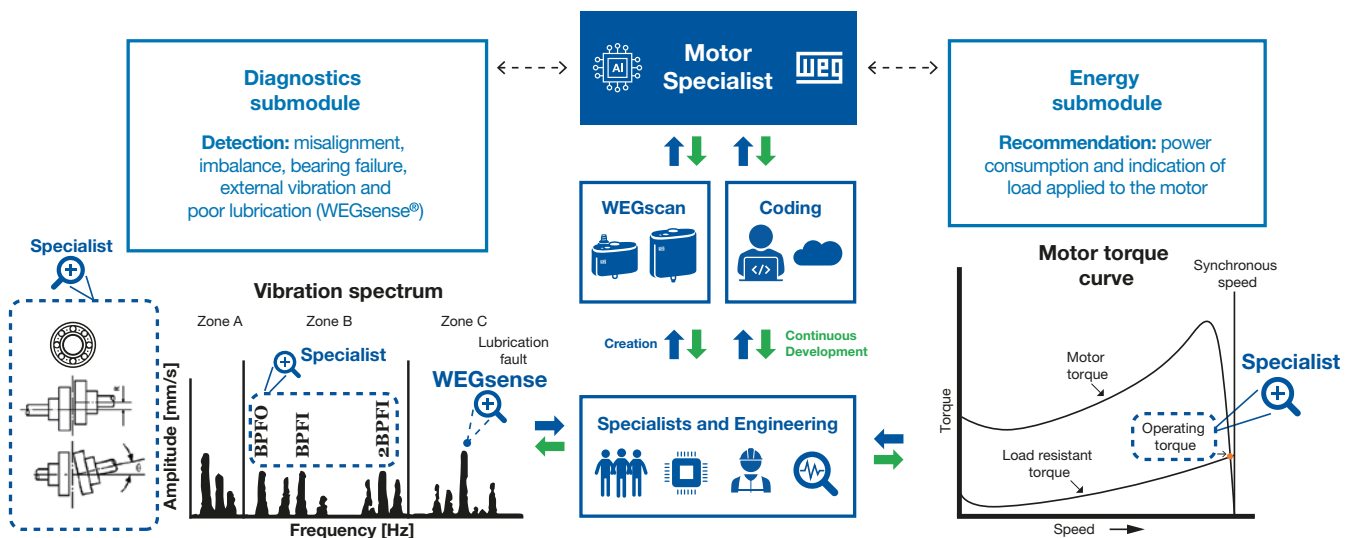 Diagnostics
submodule
Detection: misalignment,
imbalance, bearing failure,
external vibration and
poor lubrication (WEGsense®)
AI
Motor
Specialist
WEG
Energy
submodule
Recommendation: power
consumption and indication of
load applied to the motor
WEGscan
Coding
</>
Creation
Continuous
Development
Specialists and Engineering
Specialist
Vibration spectrum
Zone A
Zone B
Zone C
Lubrication
fault
Specialist
WEGsense
BPFO
BPFI
2BPFI
θ
Amplitude [mm/s]
Frequency [Hz]
Motor torque
curve
Synchronous
speed
Motor
torque
Specialist
Operating
torque
Load resistant
torque
Torque
Speed